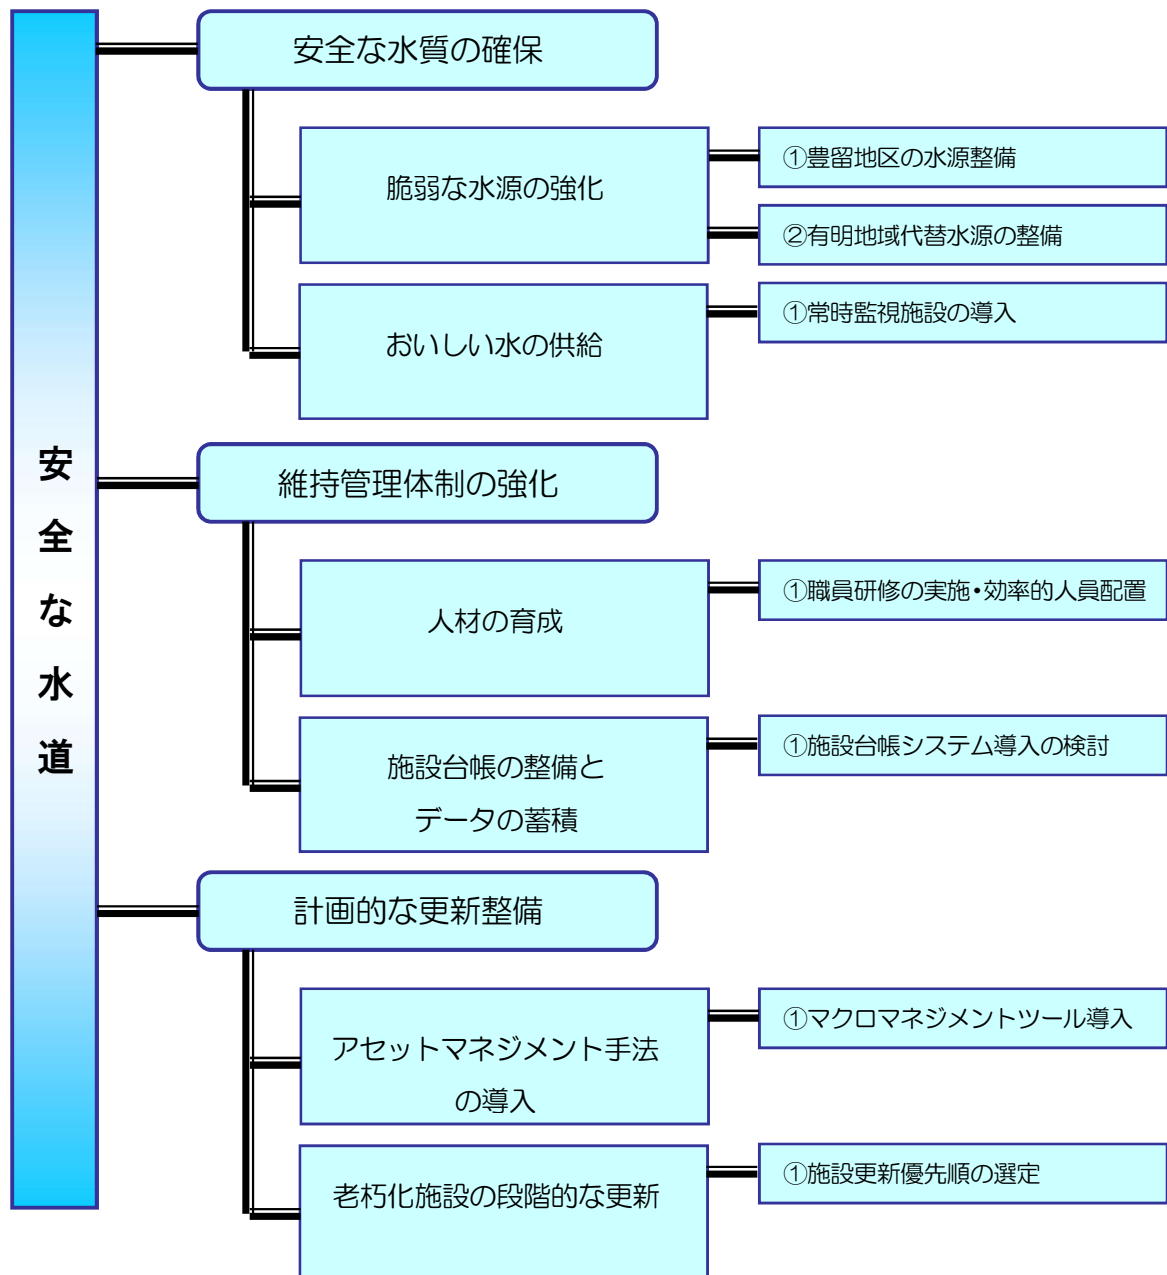 安全な水道
安全な水質の確保
脆弱な水源の強化
①豊留地区の水源整備
②有明地域代替水源の整備
おいしい水の供給
①常時監視施設の導入
維持管理体制の強化
人材の育成
①職員研修の実施・効率的人員配置
施設台帳の整備と
データの蓄積
①施設台帳システム導入の検討
計画的な更新整備
アセットマネジメント手法
の導入
①マクロマネジメントツール導入
老朽化施設の段階的な更新
①施設更新優先順の選定